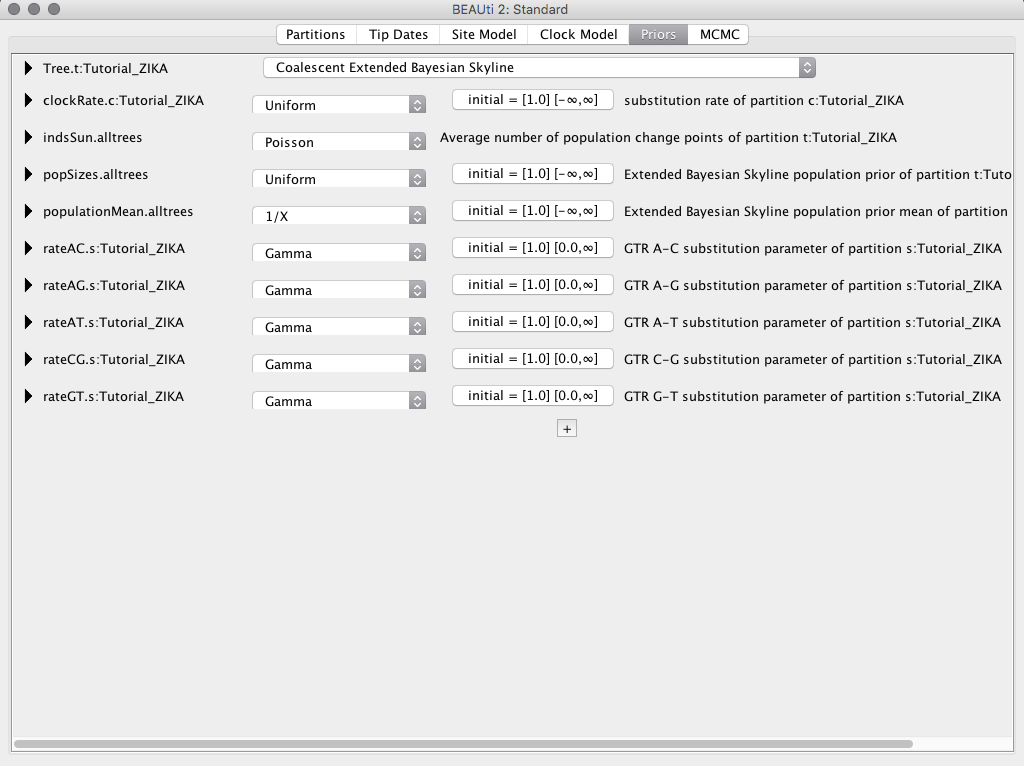 BEAUti 2: Standard
Partitions Tip Dates Site Model Clock Model Priors MCMC
Tree.t:Tutorial_ZIKA Coalescent Extended Bayesian Skyline
clockRate.c:Tutorial_ZIKA Uniform initial = [1.0] [-∞,∞] substitution rate of partition c:Tutorial_ZIKA
indsSun.alltrees Poisson Average number of population change points of partition t:Tutorial_ZIKA
popSizes.alltrees Uniform initial = [1.0] [-∞,∞] Extended Bayesian Skyline population prior of partition t:Tuto
populationMean.alltrees 1/X initial = [1.0] [-∞,∞] Extended Bayesian Skyline population prior mean of partition
rateAC.s:Tutorial_ZIKA Gamma initial = [1.0] [0.0,∞] GTR A-C substitution parameter of partition s:Tutorial_ZIKA
rateAG.s:Tutorial_ZIKA Gamma initial = [1.0] [0.0,∞] GTR A-G substitution parameter of partition s:Tutorial_ZIKA
rateAT.s:Tutorial_ZIKA Gamma initial = [1.0] [0.0,∞] GTR A-T substitution parameter of partition s:Tutorial_ZIKA
rateCG.s:Tutorial_ZIKA Gamma initial = [1.0] [0.0,∞] GTR C-G substitution parameter of partition s:Tutorial_ZIKA
rateGT.s:Tutorial_ZIKA Gamma initial = [1.0] [0.0,∞] GTR G-T substitution parameter of partition s:Tutorial_ZIKA
+